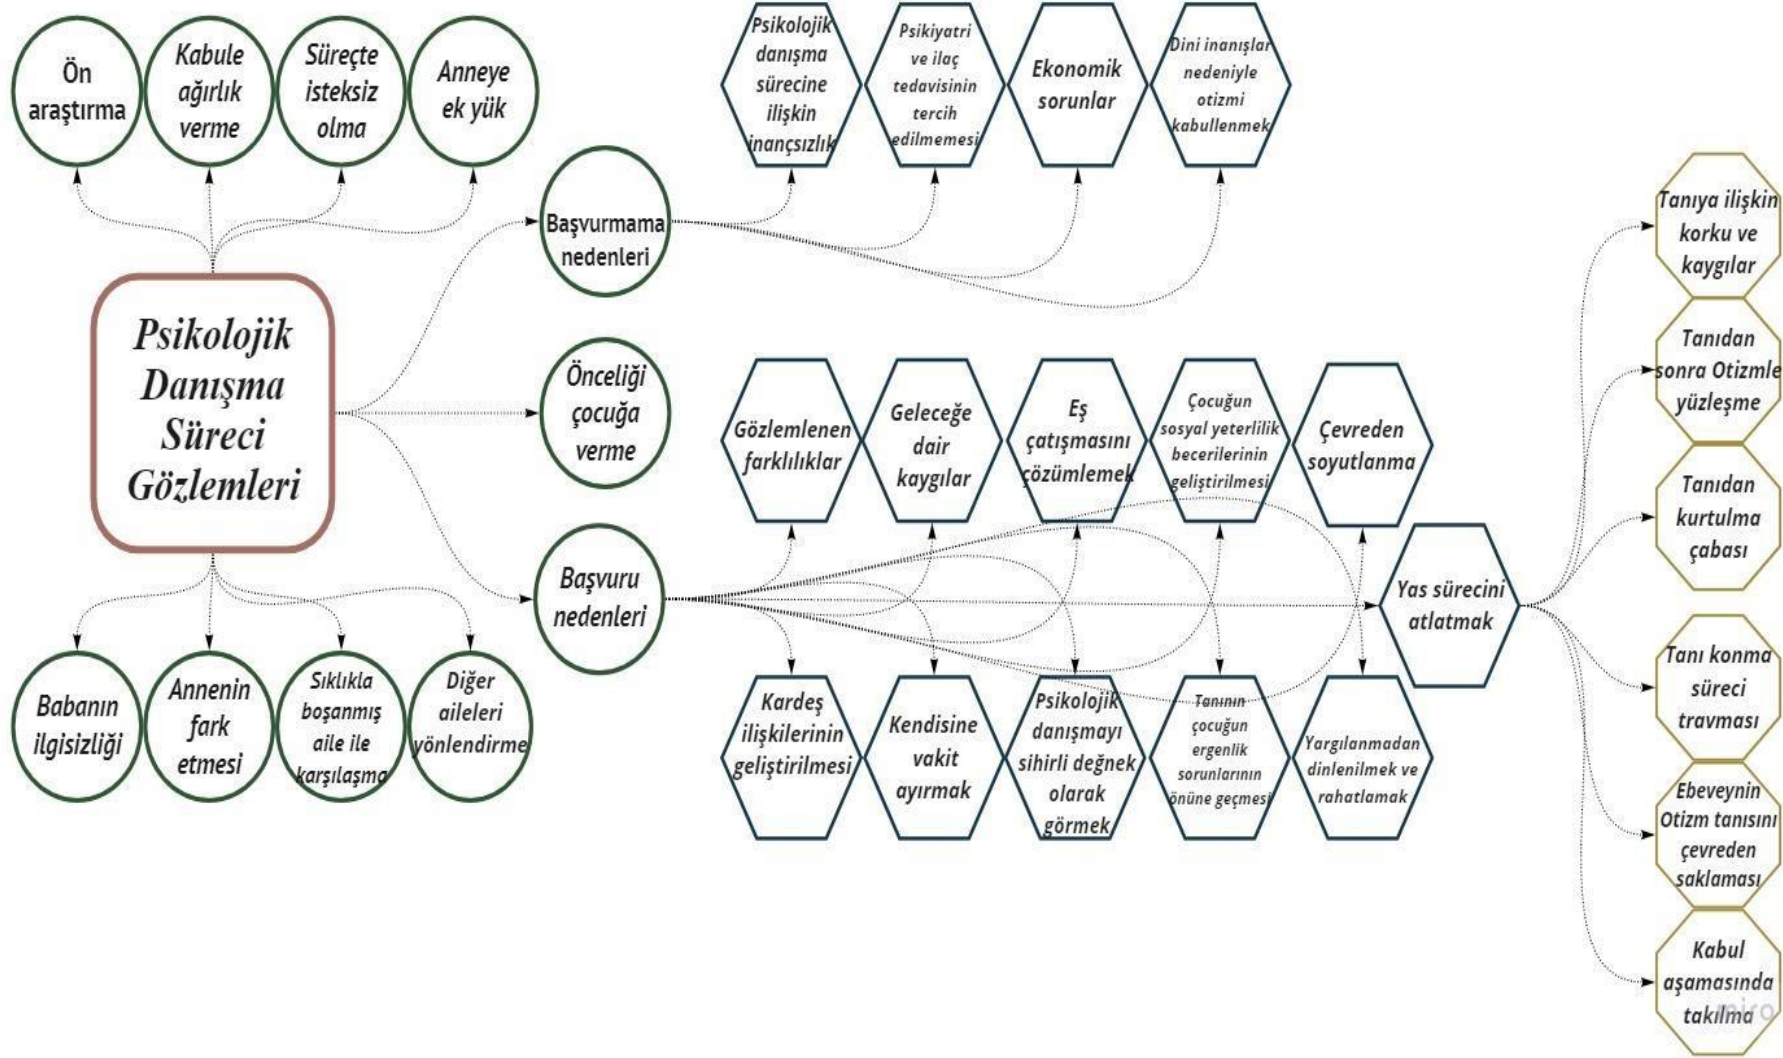 Ön
araştırma
Kabule
ağırlık
verme
Süreçte
isteksiz
olma
Anneye
ek yük
Psikolojik
danışma
sürecine
ilişkin
inançsızlık
Psikiyatri
ve ilaç
tedavisinin
tercih
edilmemesi
Ekonomik
sorunlar
Dini inanışlar
nedeniyle
otizmi
kabullenmek
Başvurmama
nedenleri
Psikolojik
Danışma
Süreci
Gözlemleri
Önceliği
çocuğa
verme
Başvuru
nedenleri
Gözlemlenen
farklılıklar
Geleceğe
dair
kaygılar
Eş
çatışmasını
çözümlemek
Çocuğun
sosyal yeterlilik
becerilerinin
geliştirilmesi
Çevreden
soyutlanma
Yas sürecini
atlatmak
Babanın
ilgisizliği
Annenin
fark
etmesi
Sıklıkla
boşanmış
aile ile
karşılaşma
Diğer
aileleri
yönlendirme
Kardeş
ilişkilerinin
geliştirilmesi
Kendisine
vakit
ayırmak
Psikolojik
danışmayı
sihirli değnek
olarak
görmek
Tanının
çocuğun
ergenlik
sorunlarının
önüne geçmesi
Yargılanmadan
dinlenilmek ve
rahatlamak
Tanıya ilişkin
korku ve
kaygılar
Tanıdan
sonra Otizmle
yüzleşme
Tanıdan
kurtulma
çabası
Tanı konma
süreci
travması
Ebeveynin
Otizm tanısını
çevreden
saklaması
Kabul
aşamasında
takılma
miro